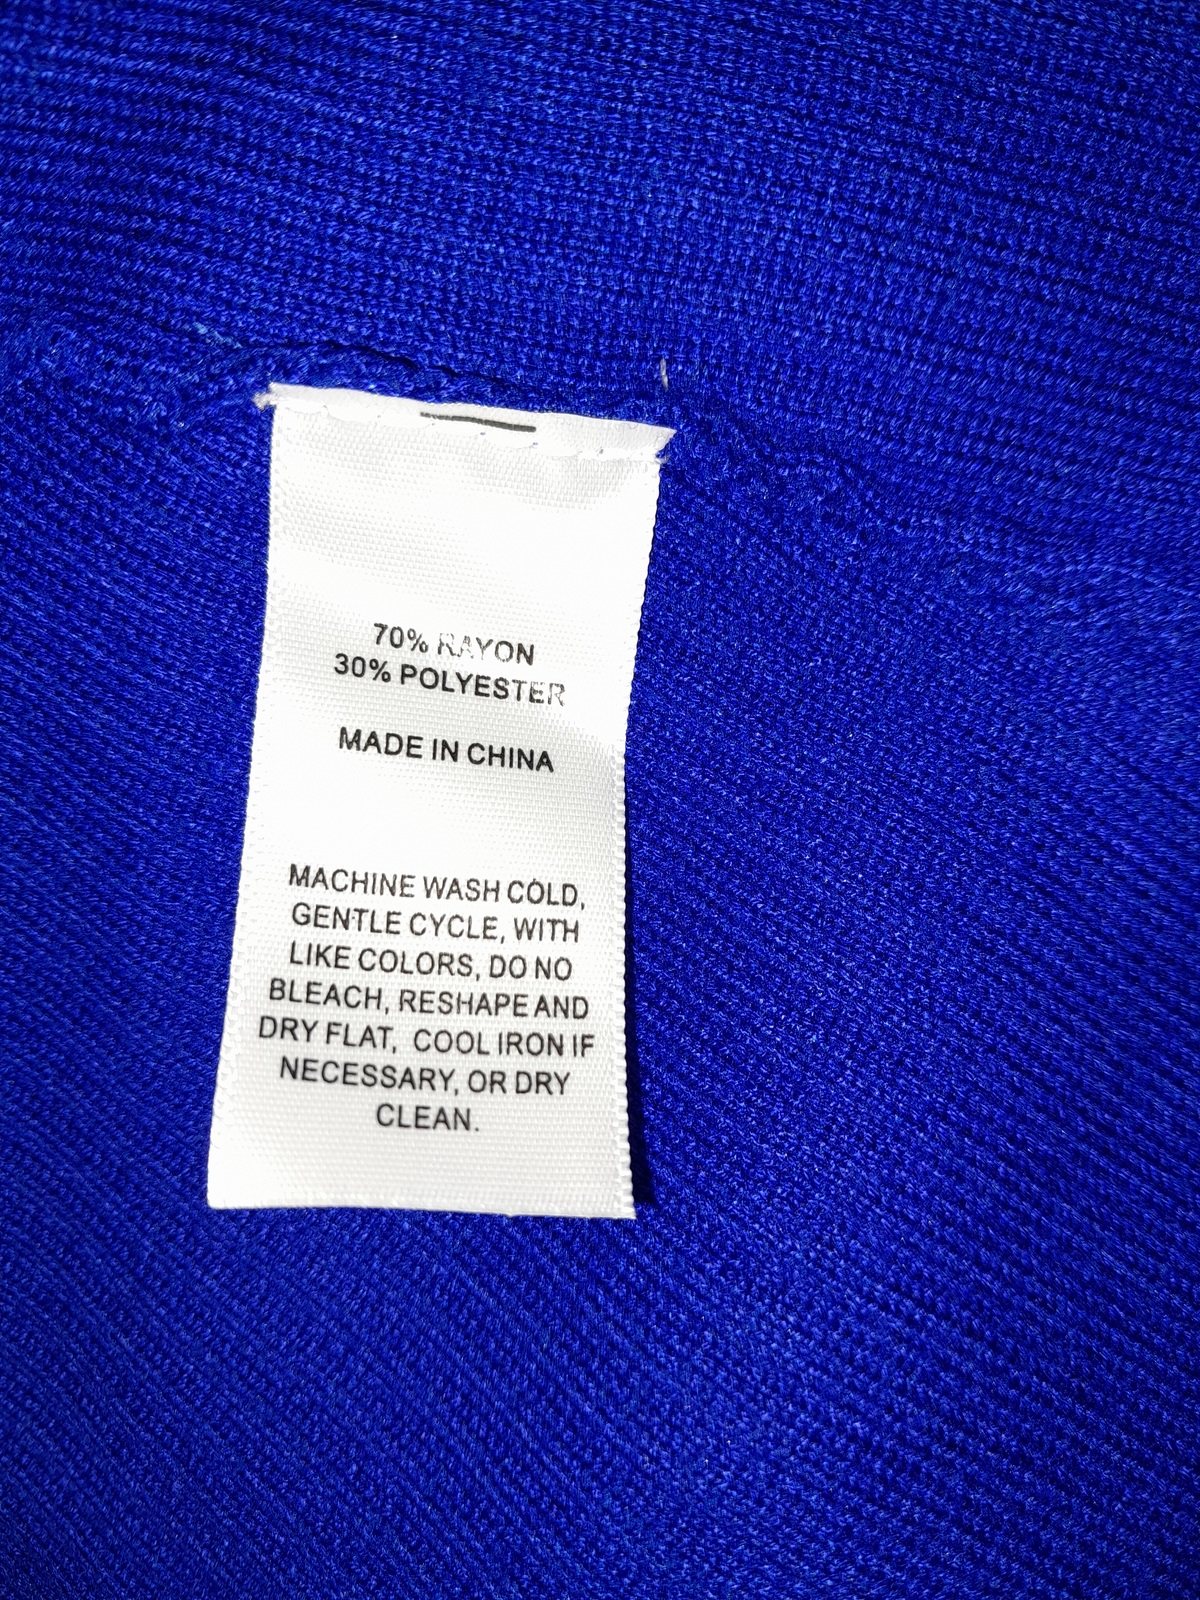 70% RAYON
30% POLYESTER
MADE IN CHINA
MACHINE WASH COLD,
GENTLE CYCLE, WITH
LIKE COLORS, DO NO
BLEACH, RESHAPE AND
DRY FLAT, COOL IRON IF
NECESSARY, OR DRY
CLEAN.